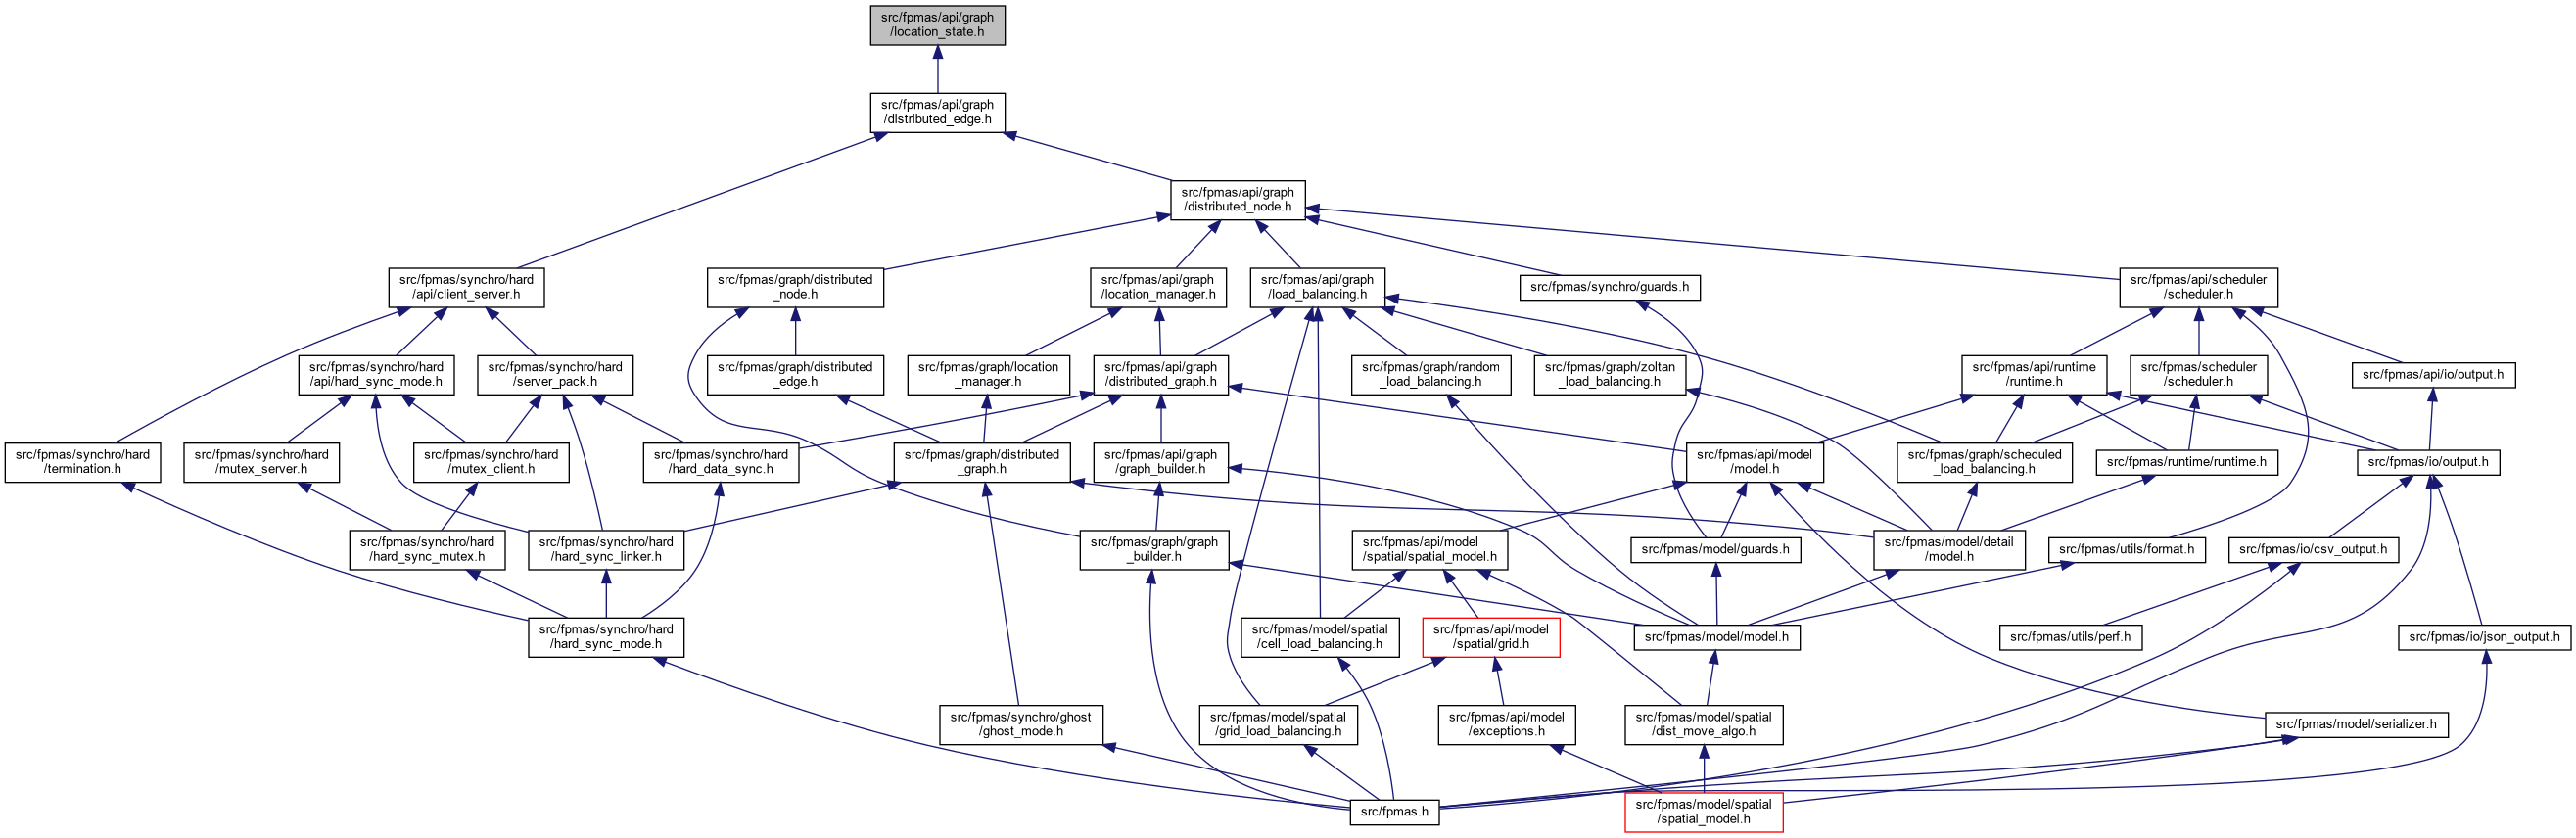 src/fpmas/api/graph
/location_state.h
src/fpmas/api/graph
/distributed_edge.h
src/fpmas/api/graph
/distributed_node.h
src/fpmas/synchro/hard
/api/client_server.h
src/fpmas/graph/distributed
_node.h
src/fpmas/api/graph
/location_manager.h
src/fpmas/api/graph
/load_balancing.h
src/fpmas/synchro/guards.h
src/fpmas/api/scheduler
/scheduler.h
src/fpmas/synchro/hard
/api/hard_sync_mode.h
src/fpmas/synchro/hard
/server_pack.h
src/fpmas/graph/distributed
_edge.h
src/fpmas/graph/location
_manager.h
src/fpmas/api/graph
/distributed_graph.h
src/fpmas/graph/random
_load_balancing.h
src/fpmas/graph/zoltan
_load_balancing.h
src/fpmas/api/runtime
/runtime.h
src/fpmas/scheduler
/scheduler.h
src/fpmas/api/io/output.h
src/fpmas/synchro/hard
/termination.h
src/fpmas/synchro/hard
/mutex_server.h
src/fpmas/synchro/hard
/mutex_client.h
src/fpmas/synchro/hard
/hard_data_sync.h
src/fpmas/graph/distributed
_graph.h
src/fpmas/api/graph
/graph_builder.h
src/fpmas/api/model
/model.h
src/fpmas/graph/scheduled
_load_balancing.h
src/fpmas/runtime/runtime.h
src/fpmas/io/output.h
src/fpmas/synchro/hard
/hard_sync_mutex.h
src/fpmas/synchro/hard
/hard_sync_linker.h
src/fpmas/graph/graph
_builder.h
src/fpmas/api/model
/spatial/spatial_model.h
src/fpmas/model/guards.h
src/fpmas/model/detail
/model.h
src/fpmas/utils/format.h
src/fpmas/io/csv_output.h
src/fpmas/synchro/hard
/hard_sync_mode.h
src/fpmas/model/spatial
/cell_load_balancing.h
src/fpmas/api/model
/spatial/grid.h
src/fpmas/model/model.h
src/fpmas/utils/perf.h
src/fpmas/io/json_output.h
src/fpmas/synchro/ghost
/ghost_mode.h
src/fpmas/model/spatial
/grid_load_balancing.h
src/fpmas/api/model
/exceptions.h
src/fpmas/model/spatial
/dist_move_algo.h
src/fpmas/model/serializer.h
src/fpmas.h
src/fpmas/model/spatial
/spatial_model.h